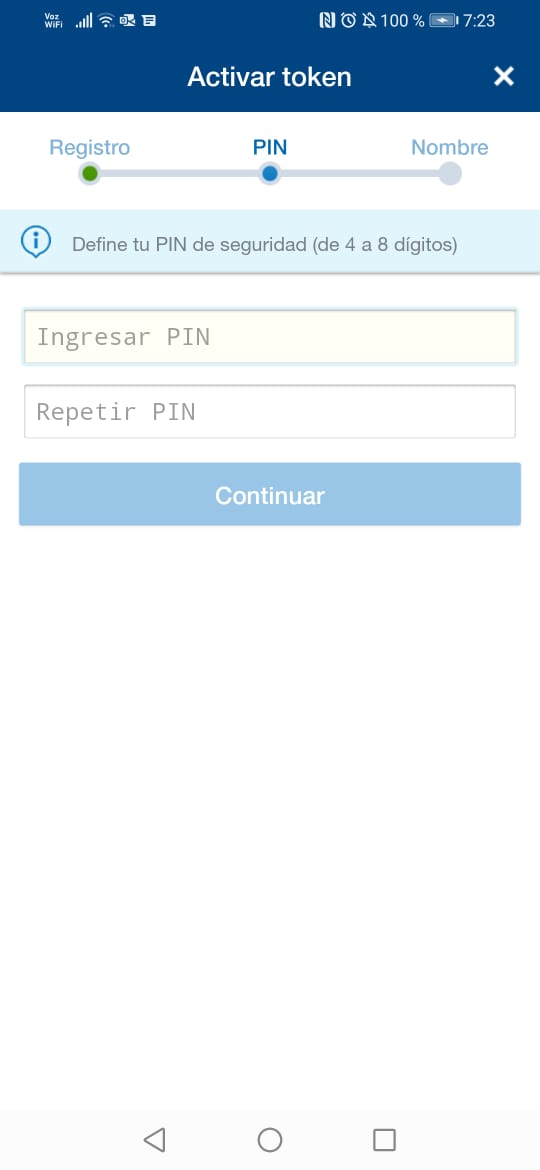 Voz
WiFi
100 %
7:23
Activar token
Registro
PIN
Nombre
Define tu PIN de seguridad (de 4 a 8 dígitos)
Ingresar PIN
Repetir PIN
Continuar